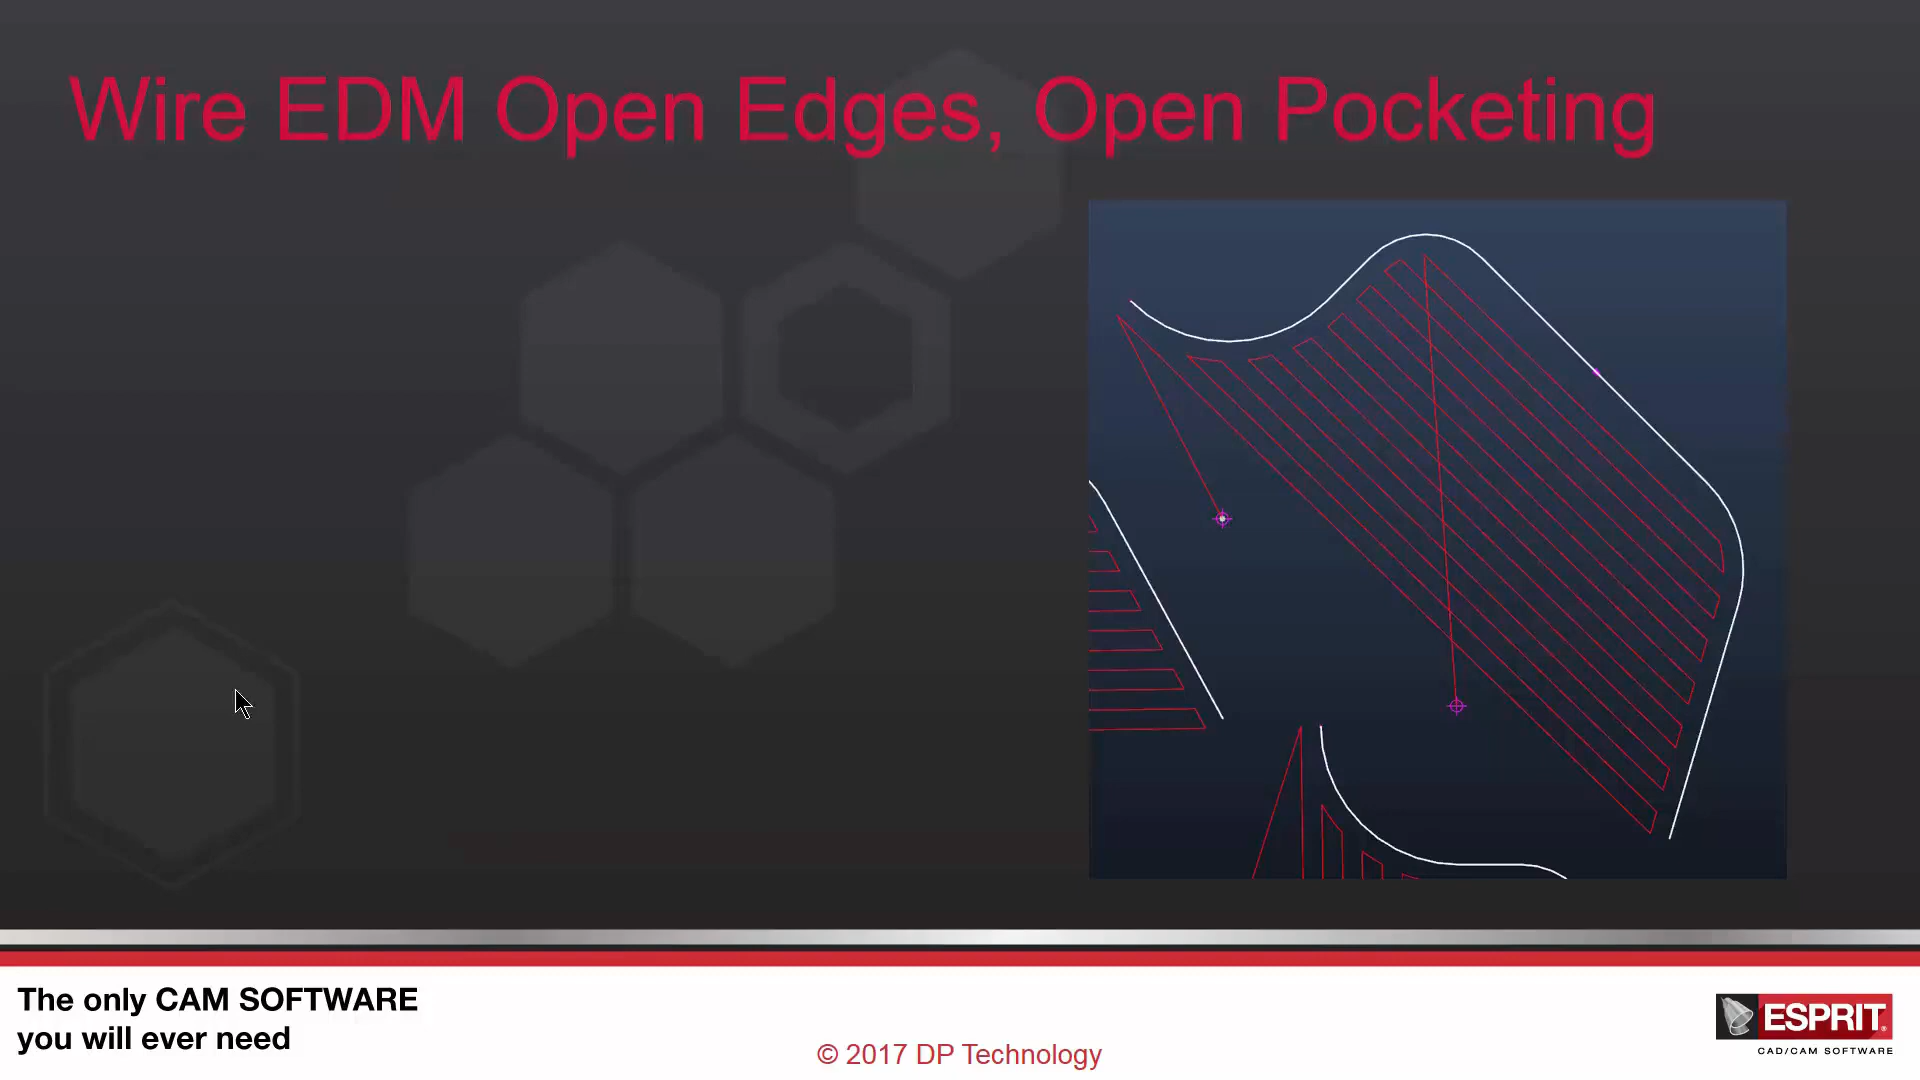 Wire EDM Open Edges, Open Pocketing
The only CAM SOFTWARE
you will ever need
© 2017 DP Technology
ESPRIT®
CAD/CAM SOFTWARE